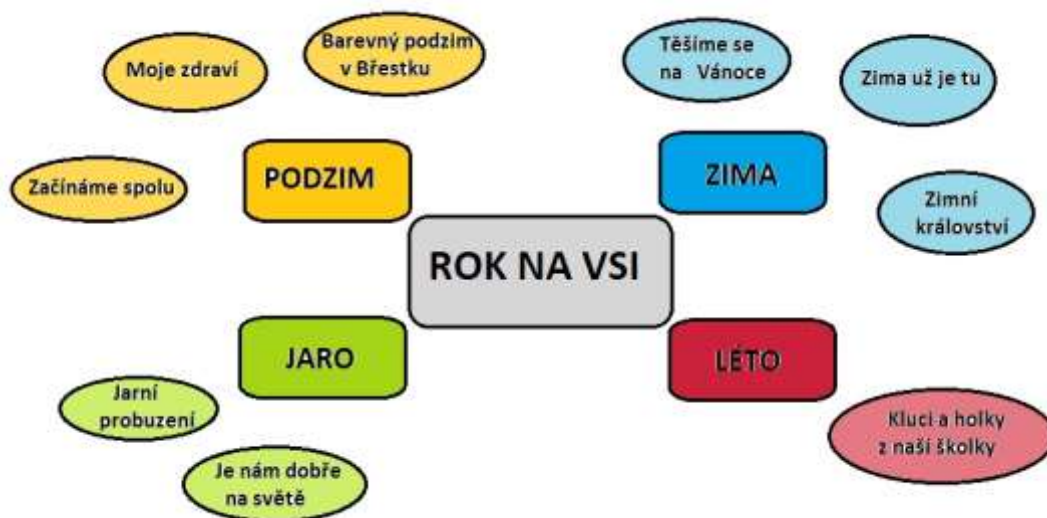 Moje zdraví
Barevný podzim
v Břestku
Začínáme spolu
PODZIM
Těšíme se
na Vánoce
Zima už je tu
ZIMA
Zimní
království
ROK NA VSI
JARO
Jarní
probuzení
Je nám dobře
na světě
LÉTO
Kluci a holky
z naší školky